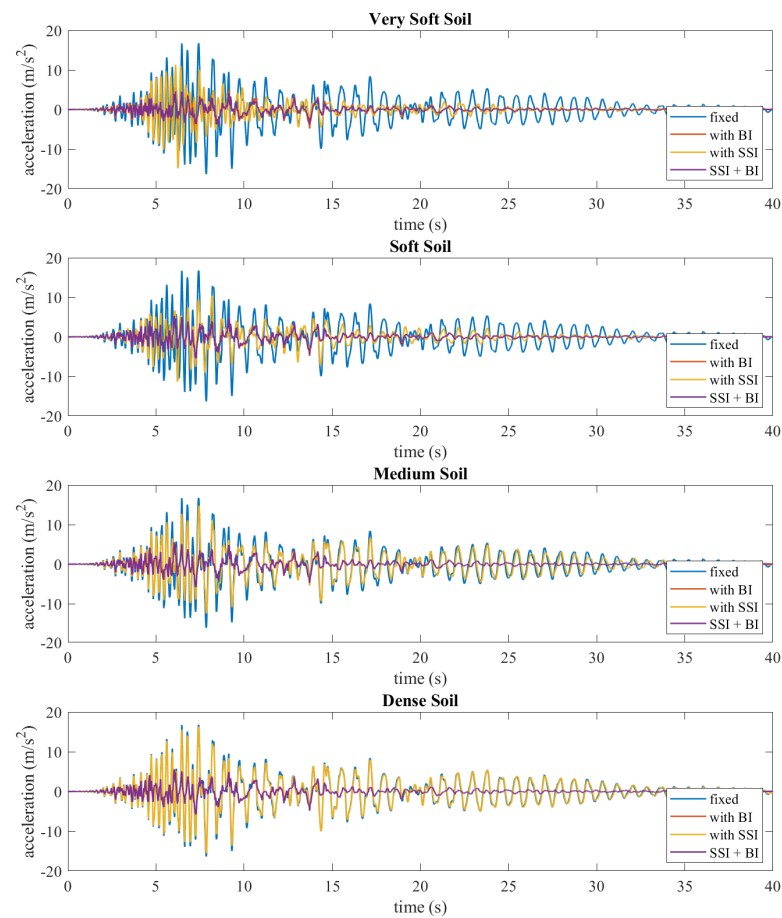 Very Soft Soil
20
10
0
-10
-20
acceleration (m/s²)
fixed
with BI
with SSI
SSI + BI
0 5 10 15 20 25 30 35 40
time (s)
Soft Soil
20
10
0
-10
-20
acceleration (m/s²)
fixed
with BI
with SSI
SSI + BI
0 5 10 15 20 25 30 35 40
time (s)
Medium Soil
20
10
0
-10
-20
acceleration (m/s²)
fixed
with BI
with SSI
SSI + BI
0 5 10 15 20 25 30 35 40
time (s)
Dense Soil
20
10
0
-10
-20
acceleration (m/s²)
fixed
with BI
with SSI
SSI + BI
0 5 10 15 20 25 30 35 40
time (s)